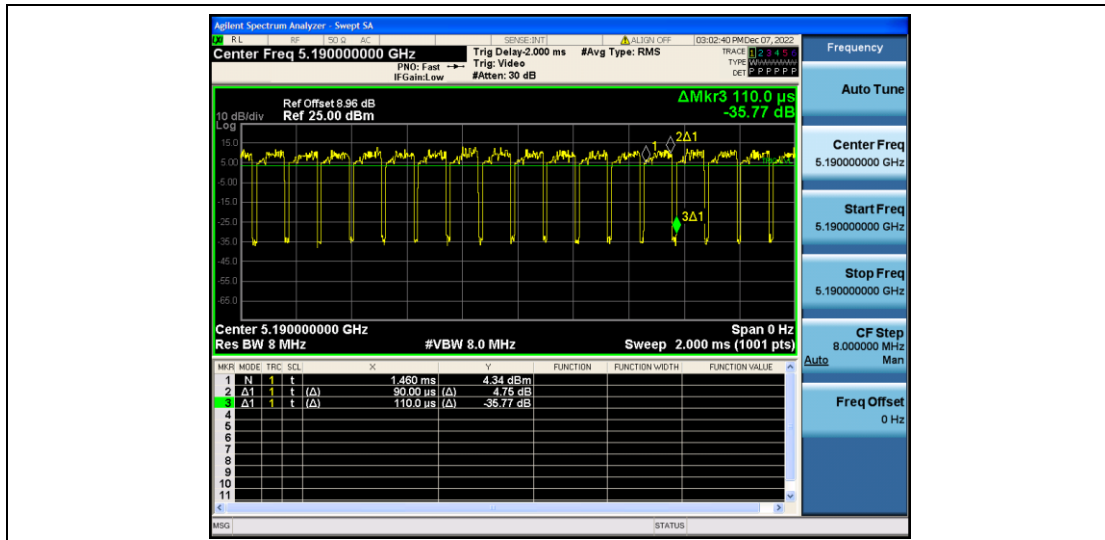 Agilent Spectrum Analyzer - Swept SA
RL RF 50 Ω AC SENSE:INT ALIGN OFF 03:02:40 PM Dec 07, 2022
Center Freq 5.190000000 GHz
PNO: Fast
IFGain:Low
Trig Delay-2.000 ms
Trig: Video
#Atten: 30 dB
#Avg Type: RMS
TRACE 1 2 3 4 5 6
TYPE WWWWWW
DET P P P P P P
ΔMkr3 110.0 µs
-35.77 dB
Ref Offset 8.96 dB
10 dB/div Ref 25.00 dBm
Log
15.0
5.00
-5.00
-15.0
-25.0
-35.0
-45.0
-55.0
-65.0
1
2Δ1
3Δ1
Center 5.190000000 GHz Span 0 Hz
Res BW 8 MHz #VBW 8.0 MHz Sweep 2.000 ms (1001 pts)
MKR MODE TRC SCL X Y FUNCTION FUNCTION WIDTH FUNCTION VALUE
1 N 1 t 1.460 ms 4.34 dBm
2 Δ1 1 t (Δ) 90.00 µs (Δ) 4.75 dB
3 Δ1 1 t (Δ) 110.0 µs (Δ) -35.77 dB
4
5
6
7
8
9
10
11
MSG STATUS
Frequency
Auto Tune
Center Freq
5.190000000 GHz
Start Freq
5.190000000 GHz
Stop Freq
5.190000000 GHz
CF Step
8.000000 MHz
Auto Man
Freq Offset
0 Hz